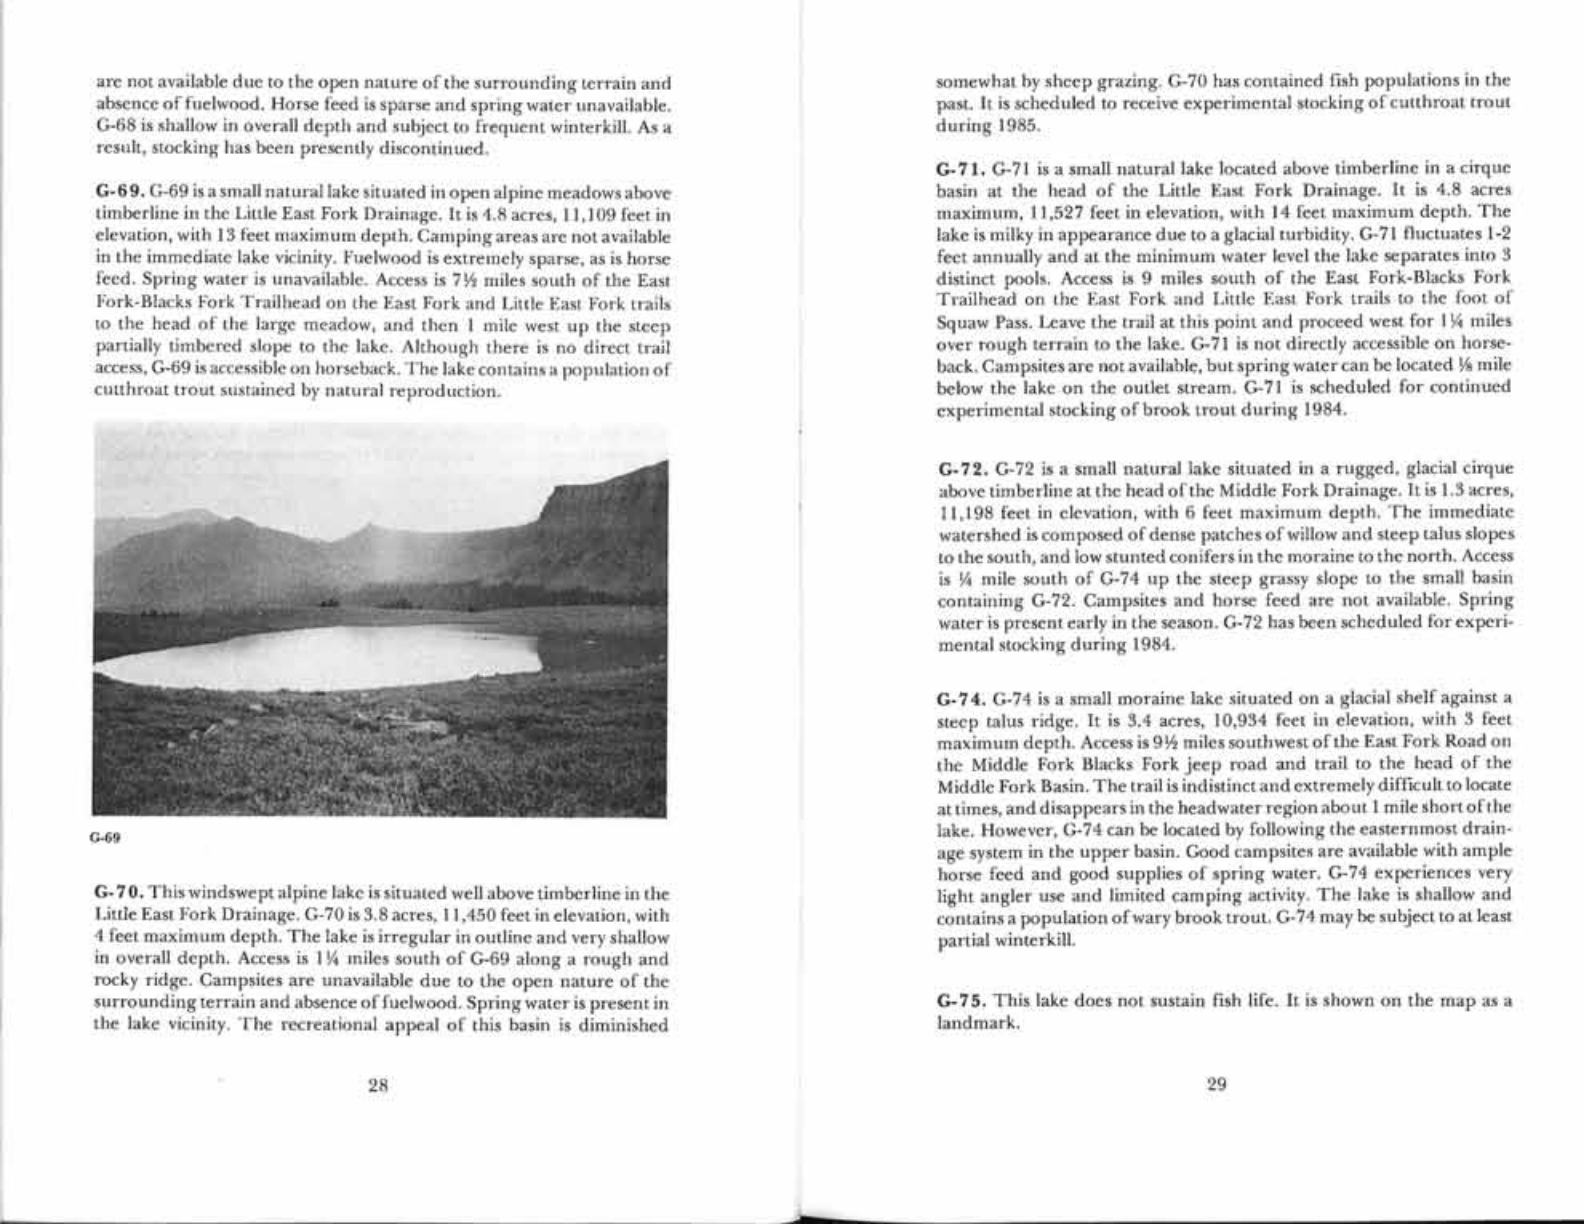 are not available due to the open nature of the surrounding terrain and
absence of fuelwood. Horse feed is sparse and spring water unavailable.
G-68 is shallow in overall depth and subject to frequent winterkill. As a
result, stocking has been presently discontinued.
G-69. G-69 is a small natural lake situated in open alpine meadows above
timberline in the Little East Fork Drainage. It is 4.8 acres, 11,109 feet in
elevation, with 13 feet maximum depth. Camping areas are not available
in the immediate lake vicinity. Fuelwood is extremely sparse, as is horse
feed. Spring water is unavailable. Access is 7½ miles south of the East
Fork-Blacks Fork Trailhead on the East Fork and Little East Fork trails
to the head of the large meadow, and then 1 mile west up the steep
partially timbered slope to the lake. Although there is no direct trail
access, G-69 is accessible on horseback. The lake contains a population of
cutthroat trout sustained by natural reproduction.
G-69
G-70. This windswept alpine lake is situated well above timberline in the
Little East Fork Drainage. G-70 is 3.8 acres, 11,450 feet in elevation, with
4 feet maximum depth. The lake is irregular in outline and very shallow
in overall depth. Access is 1¼ miles south of G-69 along a rough and
rocky ridge. Campsites are unavailable due to the open nature of the
surrounding terrain and absence of fuelwood. Spring water is present in
the lake vicinity. The recreational appeal of this basin is diminished
28
somewhat by sheep grazing. G-70 has contained fish populations in the
past. It is scheduled to receive experimental stocking of cutthroat trout
during 1985.
G-71. G-71 is a small natural lake located above timberline in a cirque
basin at the head of the Little East Fork Drainage. It is 4.8 acres
maximum, 11,527 feet in elevation, with 14 feet maximum depth. The
lake is milky in appearance due to a glacial turbidity. G-71 fluctuates 1-2
feet annually and at the minimum water level the lake separates into 3
distinct pools. Access is 9 miles south of the East Fork-Blacks Fork
Trailhead on the East Fork and Little East Fork trails to the foot of
Squaw Pass. Leave the trail at this point and proceed west for 1¼ miles
over rough terrain to the lake. G-71 is not directly accessible on horse-
back. Campsites are not available, but spring water can be located ⅛ mile
below the lake on the outlet stream. G-71 is scheduled for continued
experimental stocking of brook trout during 1984.
G-72. G-72 is a small natural lake situated in a rugged, glacial cirque
above timberline at the head of the Middle Fork Drainage. It is 1.3 acres,
11,198 feet in elevation, with 6 feet maximum depth. The immediate
watershed is composed of dense patches of willow and steep talus slopes
to the south, and low stunted conifers in the moraine to the north. Access
is ¼ mile south of G-74 up the steep grassy slope to the small basin
containing G-72. Campsites and horse feed are not available. Spring
water is present early in the season. G-72 has been scheduled for experi-
mental stocking during 1984.
G-74. G-74 is a small moraine lake situated on a glacial shelf against a
steep talus ridge. It is 3.4 acres, 10,934 feet in elevation, with 3 feet
maximum depth. Access is 9½ miles southwest of the East Fork Road on
the Middle Fork Blacks Fork jeep road and trail to the head of the
Middle Fork Basin. The trail is indistinct and extremely difficult to locate
at times, and disappears in the headwater region about 1 mile short of the
lake. However, G-74 can be located by following the easternmost drain-
age system in the upper basin. Good campsites are available with ample
horse feed and good supplies of spring water. G-74 experiences very
light angler use and limited camping activity. The lake is shallow and
contains a population of wary brook trout. G-74 may be subject to at least
partial winterkill.
G-75. This lake does not sustain fish life. It is shown on the map as a
landmark.
29